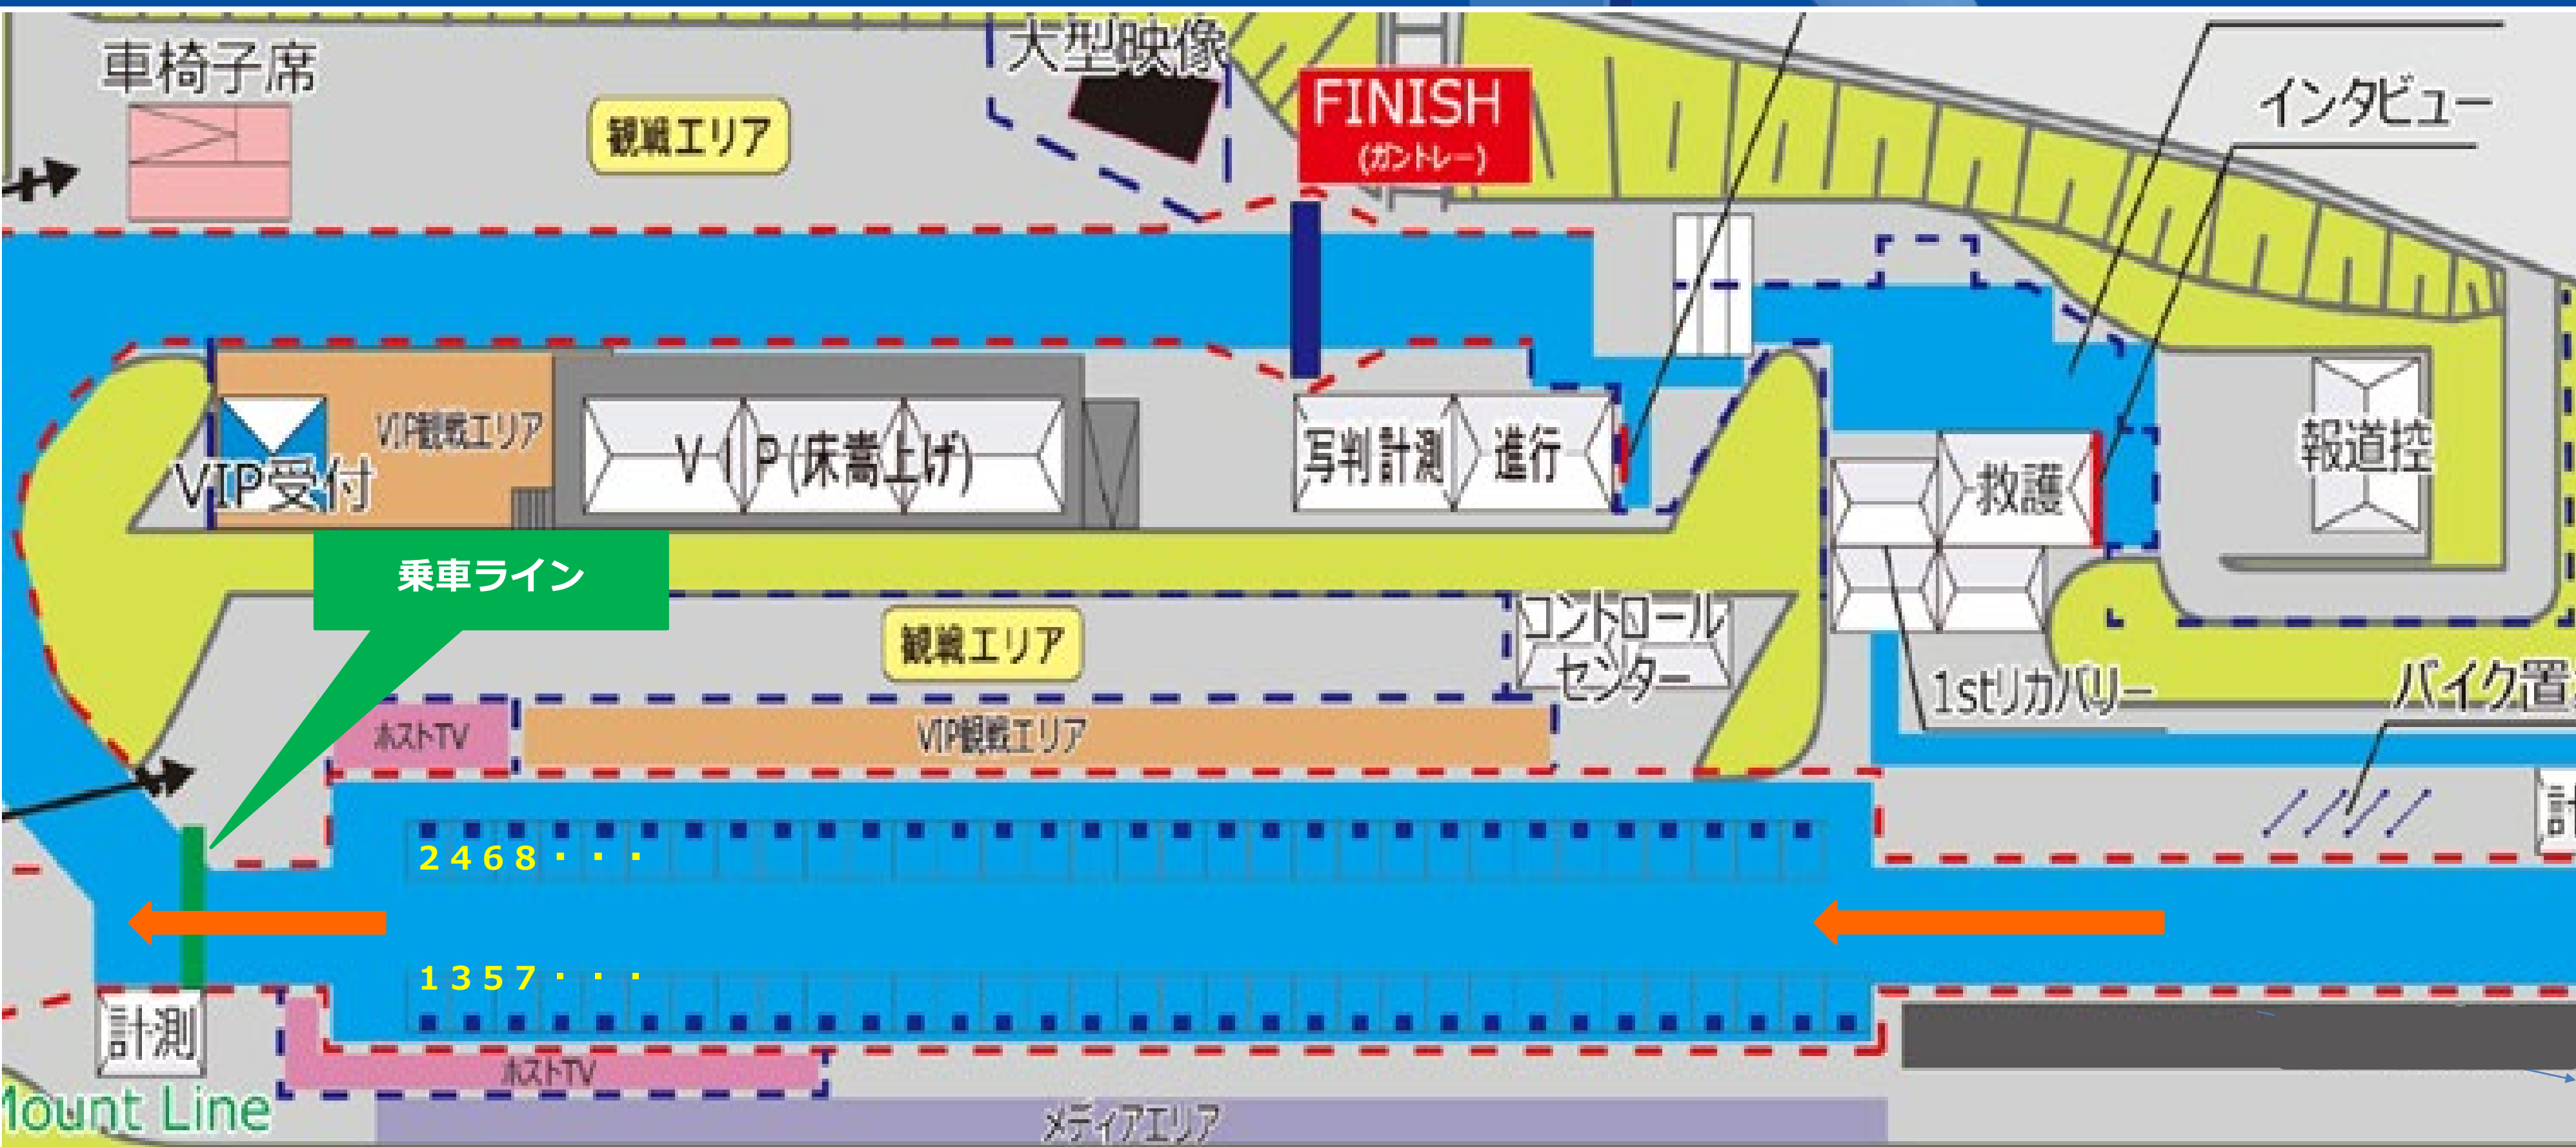 車椅子席
大型映像
観戦エリア
FINISH
(ガントレー)
インタビュー
VIP観戦エリア
VIP受付
VIP(床嵩上げ)
写判計測
進行
救護
報道控
乗車ライン
観戦エリア
コントロール
センター
1stリカバリー
バイク置
ホストTV
VIP観戦エリア
計
2468・・・
1357・・・
計測
ホストTV
Mount Line
メディアエリア